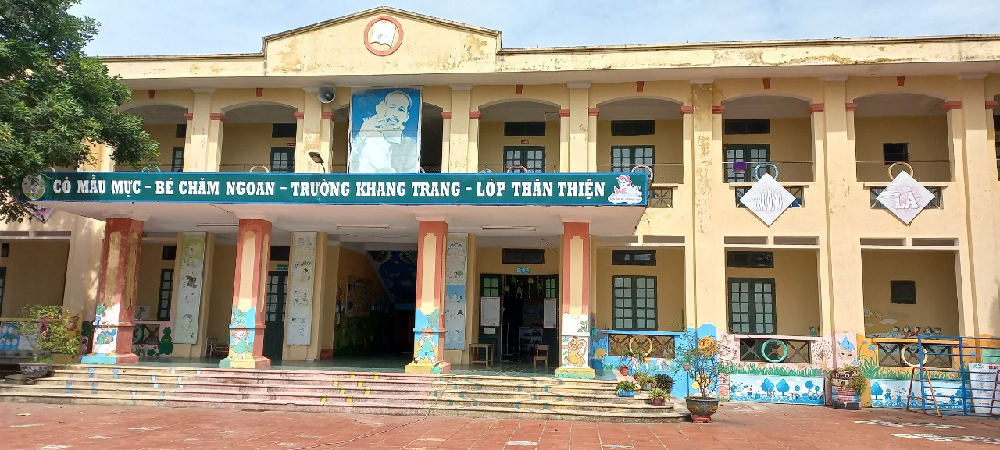 CÔ MẪU MỰC - BÉ CHĂM NGOAN - TRƯỜNG KHANG TRANG - LỚP THÂN THIỆN
TRƯỜNG
LÀ